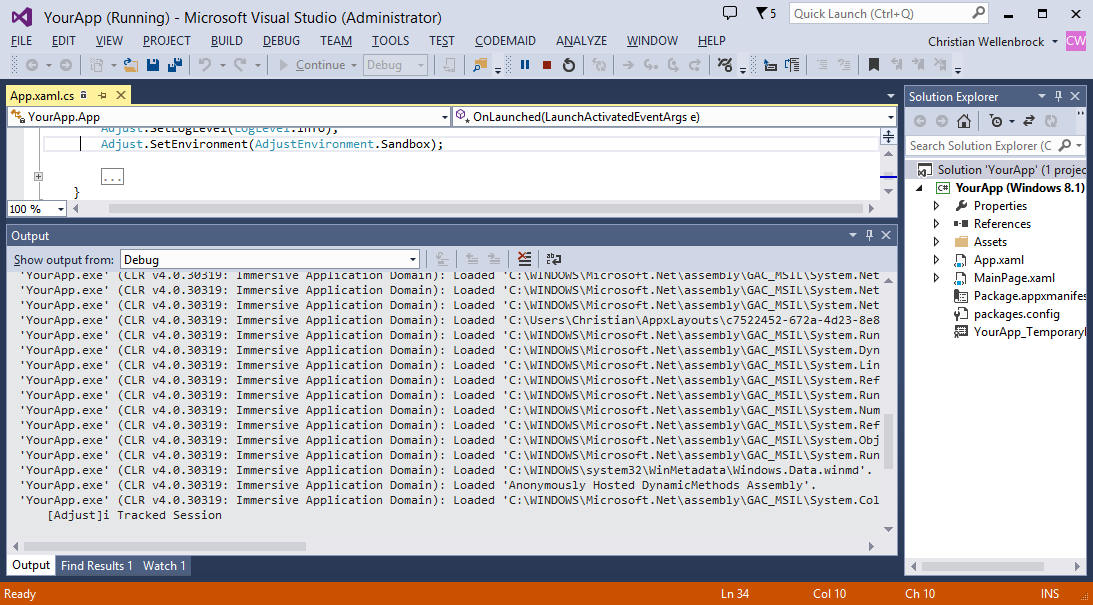 YourApp (Running) - Microsoft Visual Studio (Administrator)
5
Quick Launch (Ctrl+Q)
FILE EDIT VIEW PROJECT BUILD DEBUG TEAM TOOLS TEST CODEMAID ANALYZE WINDOW HELP
Christian Wellenbrock
CW
Continue
Debug
App.xaml.cs
YourApp.App
OnLaunched(LaunchActivatedEventArgs e)
Adjust.SetLogLevel(LogLevel.Info);
Adjust.SetEnvironment(AdjustEnvironment.Sandbox);
...
}
100 %
Output
Show output from: Debug
'YourApp.exe' (CLR v4.0.30319: Immersive Application Domain): Loaded 'C:\WINDOWS\Microsoft.Net\assembly\GAC_MSIL\System.Net
'YourApp.exe' (CLR v4.0.30319: Immersive Application Domain): Loaded 'C:\WINDOWS\Microsoft.Net\assembly\GAC_MSIL\System.Net
'YourApp.exe' (CLR v4.0.30319: Immersive Application Domain): Loaded 'C:\WINDOWS\Microsoft.Net\assembly\GAC_MSIL\System.Net
'YourApp.exe' (CLR v4.0.30319: Immersive Application Domain): Loaded 'C:\Users\Christian\AppxLayouts\c7522452-672a-4d23-8e8
'YourApp.exe' (CLR v4.0.30319: Immersive Application Domain): Loaded 'C:\WINDOWS\Microsoft.Net\assembly\GAC_MSIL\System.Run
'YourApp.exe' (CLR v4.0.30319: Immersive Application Domain): Loaded 'C:\WINDOWS\Microsoft.Net\assembly\GAC_MSIL\System.Dyn
'YourApp.exe' (CLR v4.0.30319: Immersive Application Domain): Loaded 'C:\WINDOWS\Microsoft.Net\assembly\GAC_MSIL\System.Lin
'YourApp.exe' (CLR v4.0.30319: Immersive Application Domain): Loaded 'C:\WINDOWS\Microsoft.Net\assembly\GAC_MSIL\System.Ref
'YourApp.exe' (CLR v4.0.30319: Immersive Application Domain): Loaded 'C:\WINDOWS\Microsoft.Net\assembly\GAC_MSIL\System.Run
'YourApp.exe' (CLR v4.0.30319: Immersive Application Domain): Loaded 'C:\WINDOWS\Microsoft.Net\assembly\GAC_MSIL\System.Num
'YourApp.exe' (CLR v4.0.30319: Immersive Application Domain): Loaded 'C:\WINDOWS\Microsoft.Net\assembly\GAC_MSIL\System.Ref
'YourApp.exe' (CLR v4.0.30319: Immersive Application Domain): Loaded 'C:\WINDOWS\Microsoft.Net\assembly\GAC_MSIL\System.Obj
'YourApp.exe' (CLR v4.0.30319: Immersive Application Domain): Loaded 'C:\WINDOWS\Microsoft.Net\assembly\GAC_MSIL\System.Run
'YourApp.exe' (CLR v4.0.30319: Immersive Application Domain): Loaded 'C:\WINDOWS\system32\WinMetadata\Windows.Data.winmd'.
'YourApp.exe' (CLR v4.0.30319: Immersive Application Domain): Loaded 'Anonymously Hosted DynamicMethods Assembly'.
'YourApp.exe' (CLR v4.0.30319: Immersive Application Domain): Loaded 'C:\WINDOWS\Microsoft.Net\assembly\GAC_MSIL\System.Col
[Adjust]i Tracked Session
Output Find Results 1 Watch 1
Solution Explorer
Search Solution Explorer (C
Solution 'YourApp' (1 projec
C# YourApp (Windows 8.1)
Properties
References
Assets
App.xaml
MainPage.xaml
Package.appxmanifes
packages.config
YourApp_Temporaryl
Ready Ln 34 Col 10 Ch 10 INS